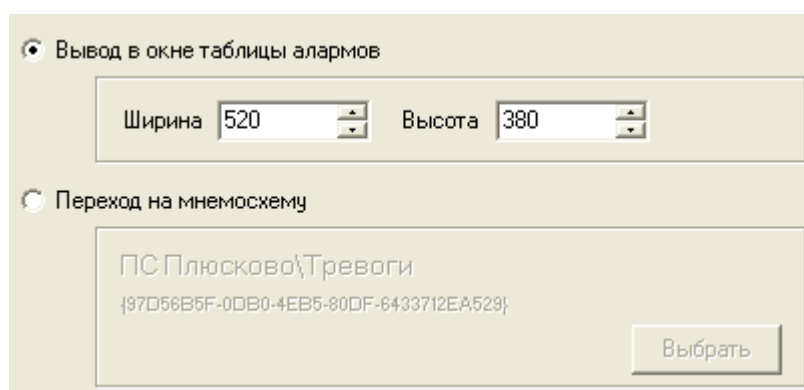 Вывод в окне таблицы алармов
Ширина 520 Высота 380
Переход на мнемосхему
ПС Плюсково\Тревоги
{97D56B5F-0DB0-4EB5-80DF-6433712EA529}
Выбрать